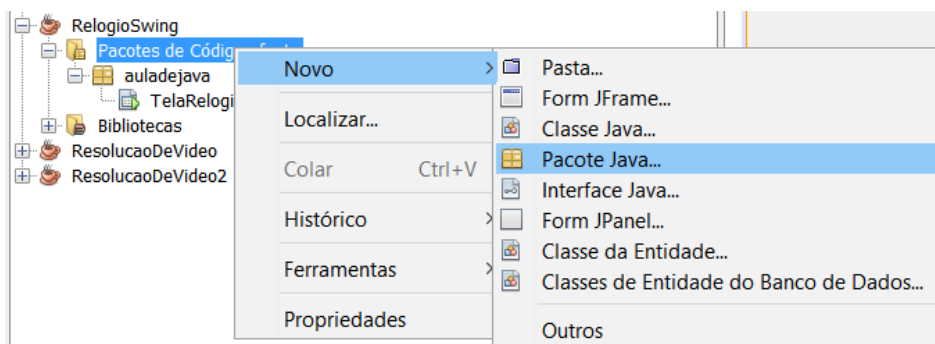 RelogioSwing
Pacotes de Códig
auladejava
TelaRelogi
Bibliotecas
ResolucaoDeVideo
ResolucaoDeVideo2
Novo
Localizar...
Colar Ctrl+V
Histórico
Ferramentas
Propriedades
Pasta...
Form JFrame...
Classe Java...
Pacote Java...
Interface Java...
Form JPanel...
Classe da Entidade...
Classes de Entidade do Banco de Dados...
Outros